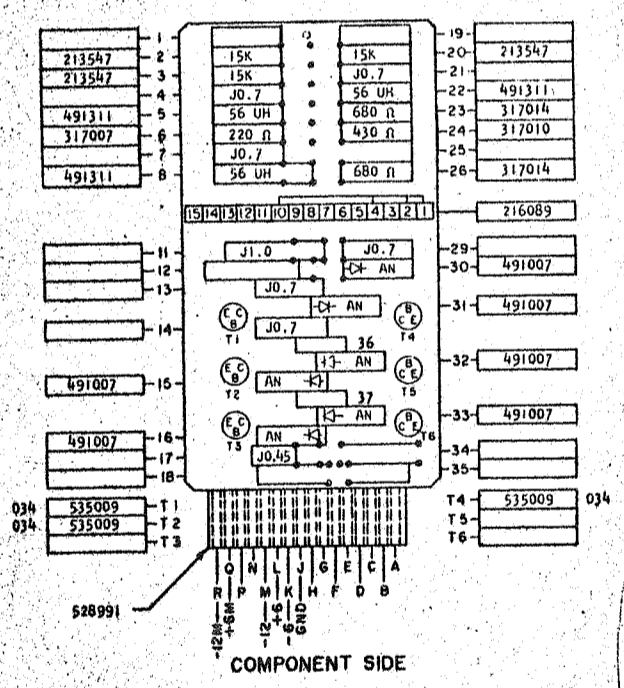 1
213547 2 15K 15K 20 213547
19
213547 3 15K J0.7 21
4 J0.7 56 UH 22 491311
491311 5 56 UH 680 Ω 23 317014
317007 6 220 Ω 430 Ω 24 317010
7 J0.7 25
491311 8 56 UH 680 Ω 26 317014
15 14 13 12 11 10 9 8 7 6 5 4 3 2 1 216089
11 J1.0 J0.7 29
12 AN 30 491007
13 J0.7
AN 31 491007
14 E C B T1 J0.7 B C E T4
36
AN 32 491007
491007 15 E C B T2 AN B C E T5
37
AN 33 491007
491007 16 E C B T3 AN B C E T6
34
17 J0.45
18 35
034 535009 T1 T4 535009 034
034 535009 T2 T5
T3 T6
528991
Q N L J G E C A
R P M K H F D B
-12M +6M -12 +6 -6 GND
COMPONENT SIDE